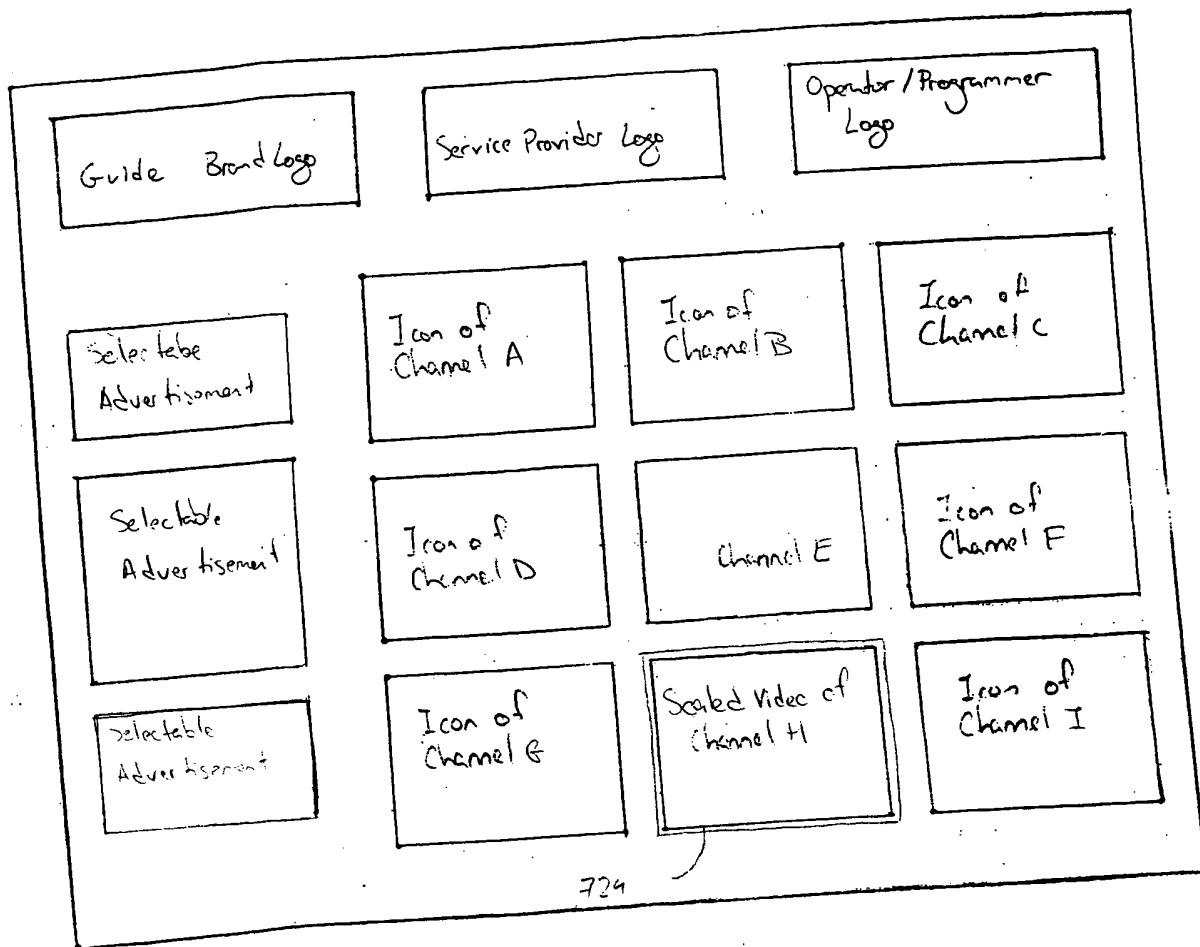 Guide Brand Logo
Service Provider Logo
Operator/Programmer
Logo
Selectabe
Advertisement
Icon of
Channel A
Icon of
Channel B
Icon of
Channel C
Selectable
Advertisement
Icon of
Channel D
Channel E
Icon of
Channel F
Selectable
Advertisement
Icon of
Channel G
Scaled Video of
Channel H
Icon of
Channel I
724